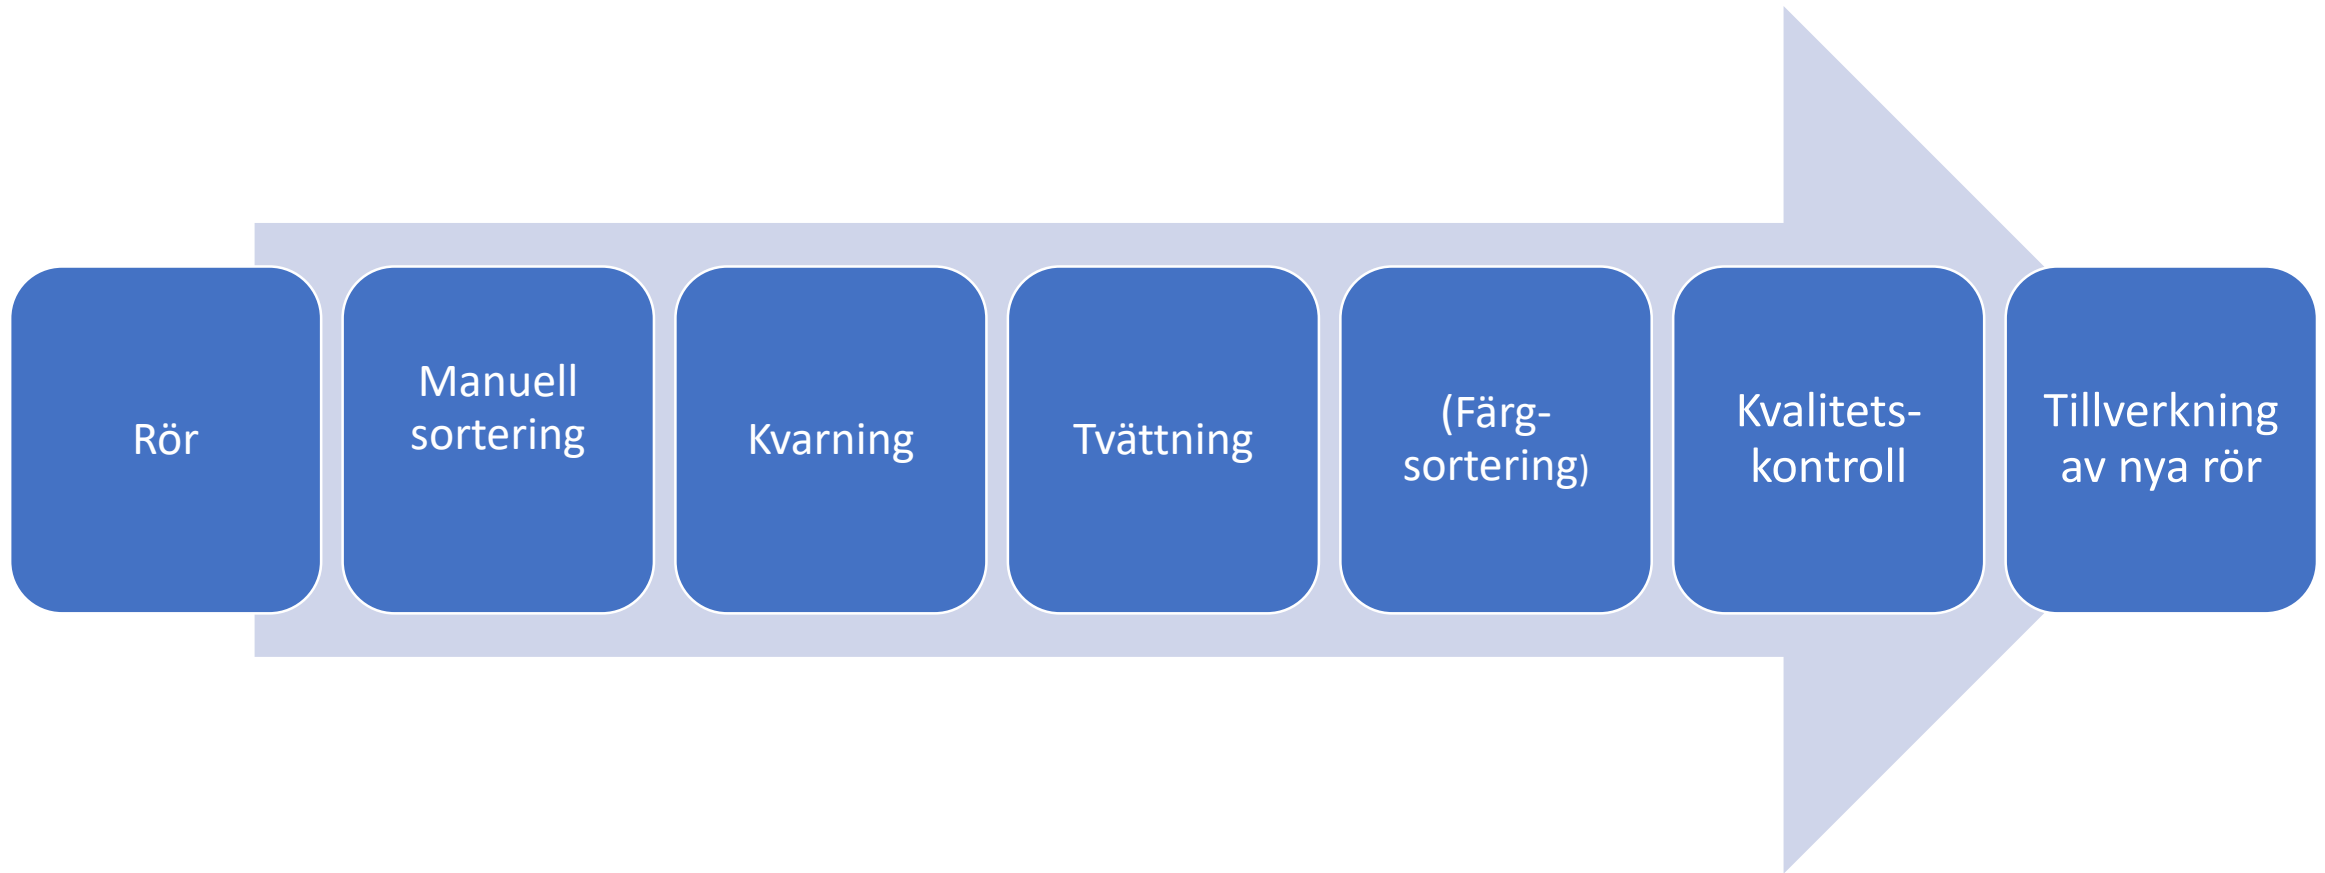 Rör
Manuell
sortering
Kvarning
Tvättning
(Färg-
sortering)
Kvalitets-
kontroll
Tillverkning
av nya rör